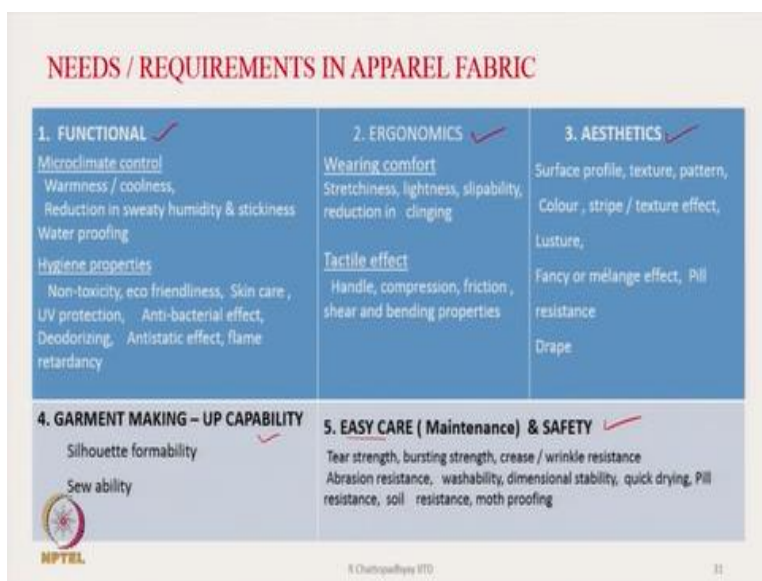 NEEDS / REQUIREMENTS IN APPAREL FABRIC
1. FUNCTIONAL
Microclimate control
Warmness / coolness,
Reduction in sweaty humidity & stickiness
Water proofing
Hygiene properties
Non-toxicity, eco friendliness, Skin care ,
UV protection, Anti-bacterial effect,
Deodorizing, Antistatic effect, flame
retardancy
2. ERGONOMICS
Wearing comfort
Stretchiness, lightness, slipability,
reduction in clinging
Tactile effect
Handle, compression, friction ,
shear and bending properties
3. AESTHETICS
Surface profile, texture, pattern,
Colour , stripe / texture effect,
Lusture,
Fancy or mélange effect, Pill
resistance
Drape
4. GARMENT MAKING – UP CAPABILITY
Silhouette formability
Sew ability
5. EASY CARE ( Maintenance) & SAFETY
Tear strength, bursting strength, crease / wrinkle resistance
Abrasion resistance, washability, dimensional stability, quick drying, Pill
resistance, soil resistance, moth proofing
NPTEL
R Chattopadhyay IITD
31